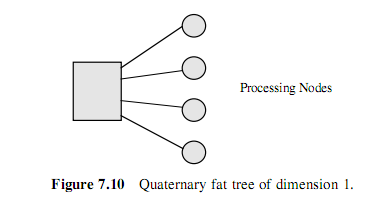 Processing Nodes
Figure 7.10 Quaternary fat tree of dimension 1.